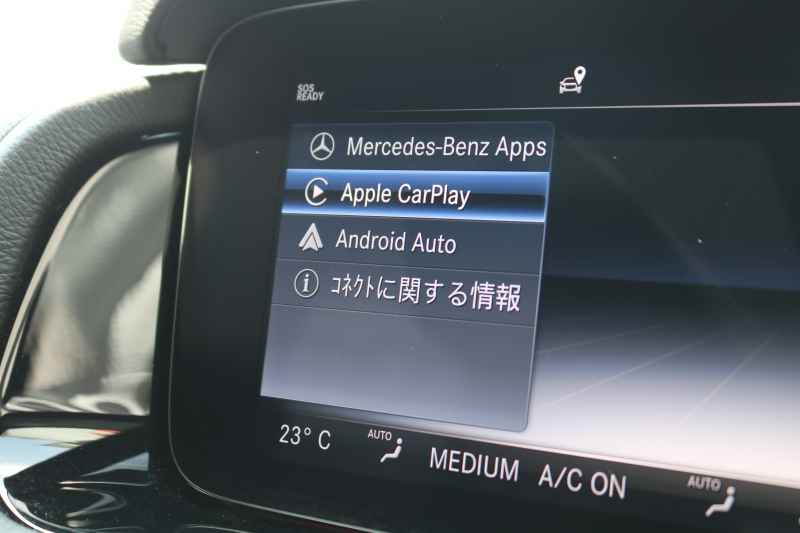 SOS
READY
Mercedes-Benz Apps
Apple CarPlay
Android Auto
ｺﾈｸﾄに関する情報
23° C
AUTO
MEDIUM
A/C ON
AUTO